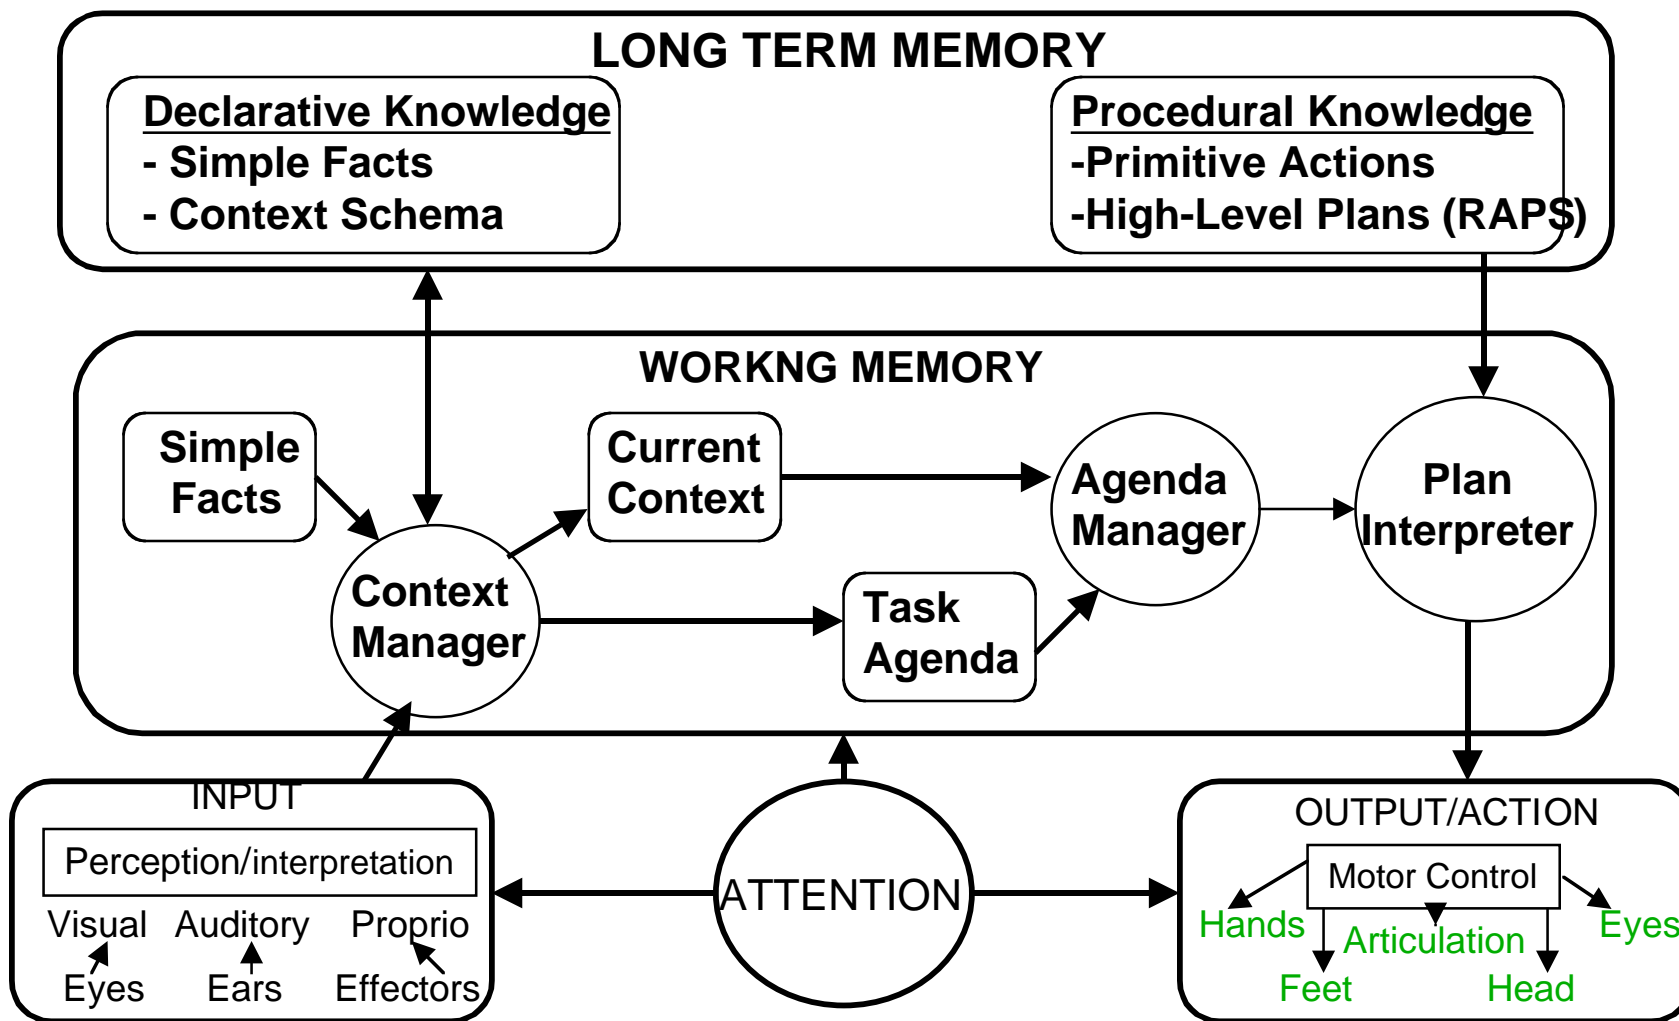 LONG TERM MEMORY
Declarative Knowledge
- Simple Facts
- Context Schema
Procedural Knowledge
-Primitive Actions
-High-Level Plans (RAPS)
WORKNG MEMORY
Simple
Facts
Current
Context
Agenda
Manager
Plan
Interpreter
Context
Manager
Task
Agenda
INPUT
Perception/interpretation
Visual Auditory Proprio
Eyes Ears Effectors
ATTENTION
OUTPUT/ACTION
Motor Control
Hands Articulation Eyes
Feet Head